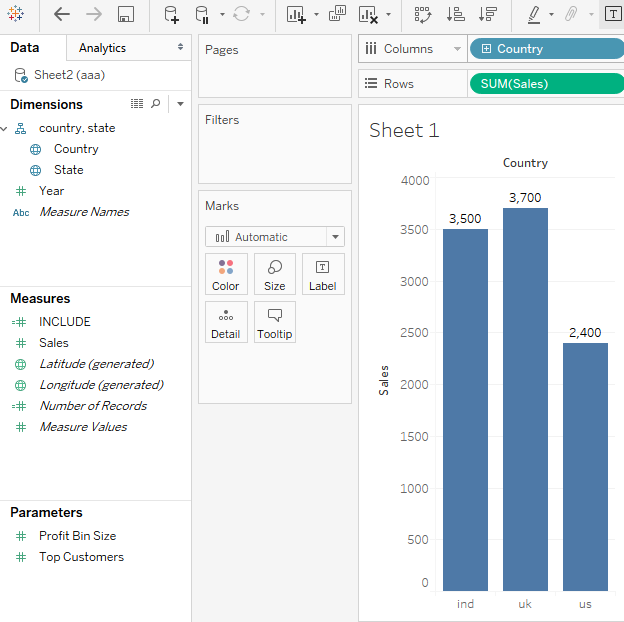 Data
Analytics
Sheet2 (aaa)
Dimensions
country, state
Country
State
Year
Abc Measure Names
Measures
INCLUDE
Sales
Latitude (generated)
Longitude (generated)
Number of Records
Measure Values
Parameters
Profit Bin Size
Top Customers
Pages
Filters
Marks
Automatic
Color Size Label
Detail Tooltip
T
Columns Country
Rows SUM(Sales)
Sheet 1
Country
Sales
4000
3500
3000
2500
2000
1500
1000
500
0
3,500
3,700
2,400
ind uk us